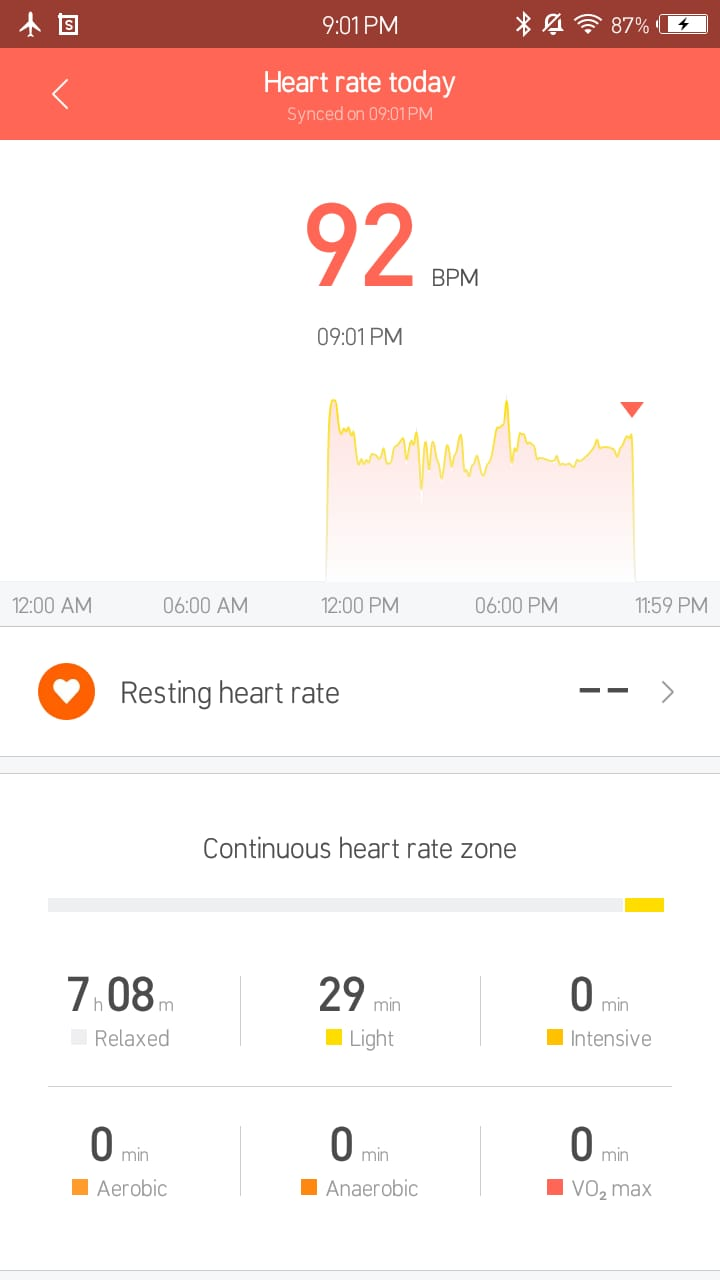 9:01 PM 87%
Heart rate today
Synced on 09:01 PM
92 BPM
09:01 PM
12:00 AM 06:00 AM 12:00 PM 06:00 PM 11:59 PM
Resting heart rate --
Continuous heart rate zone
7 h 08 m 29 min 0 min
Relaxed Light Intensive
0 min 0 min 0 min
Aerobic Anaerobic VO₂ max